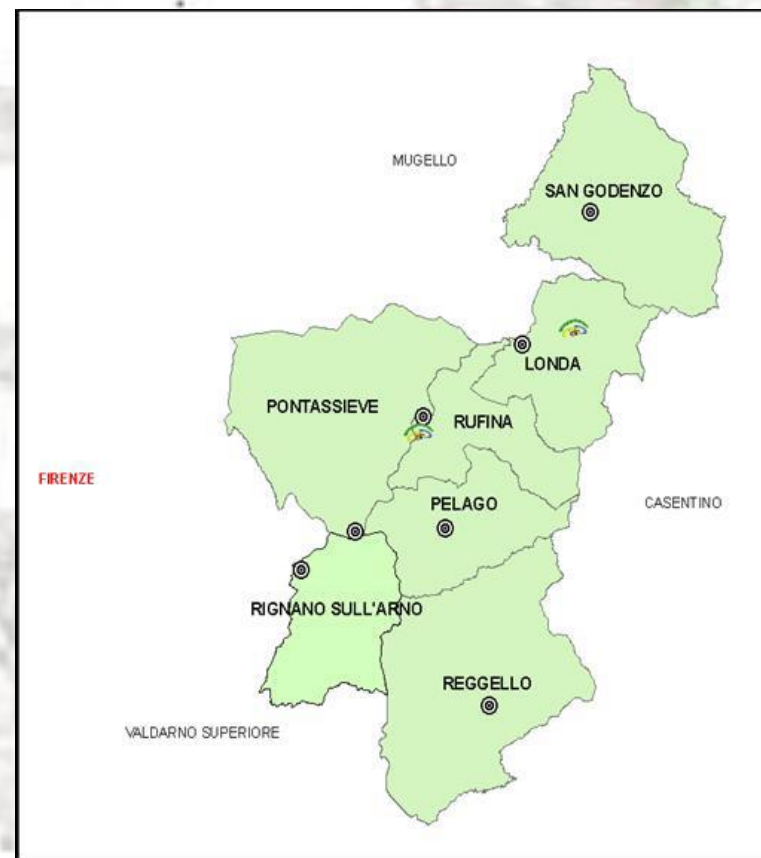 MUGELLO
SAN GODENZO
LONDA
PONTASSIEVE
RUFINA
FIRENZE
PELAGO
CASENTINO
RIGNANO SULL'ARNO
REGGELLO
VALDARNO SUPERIORE